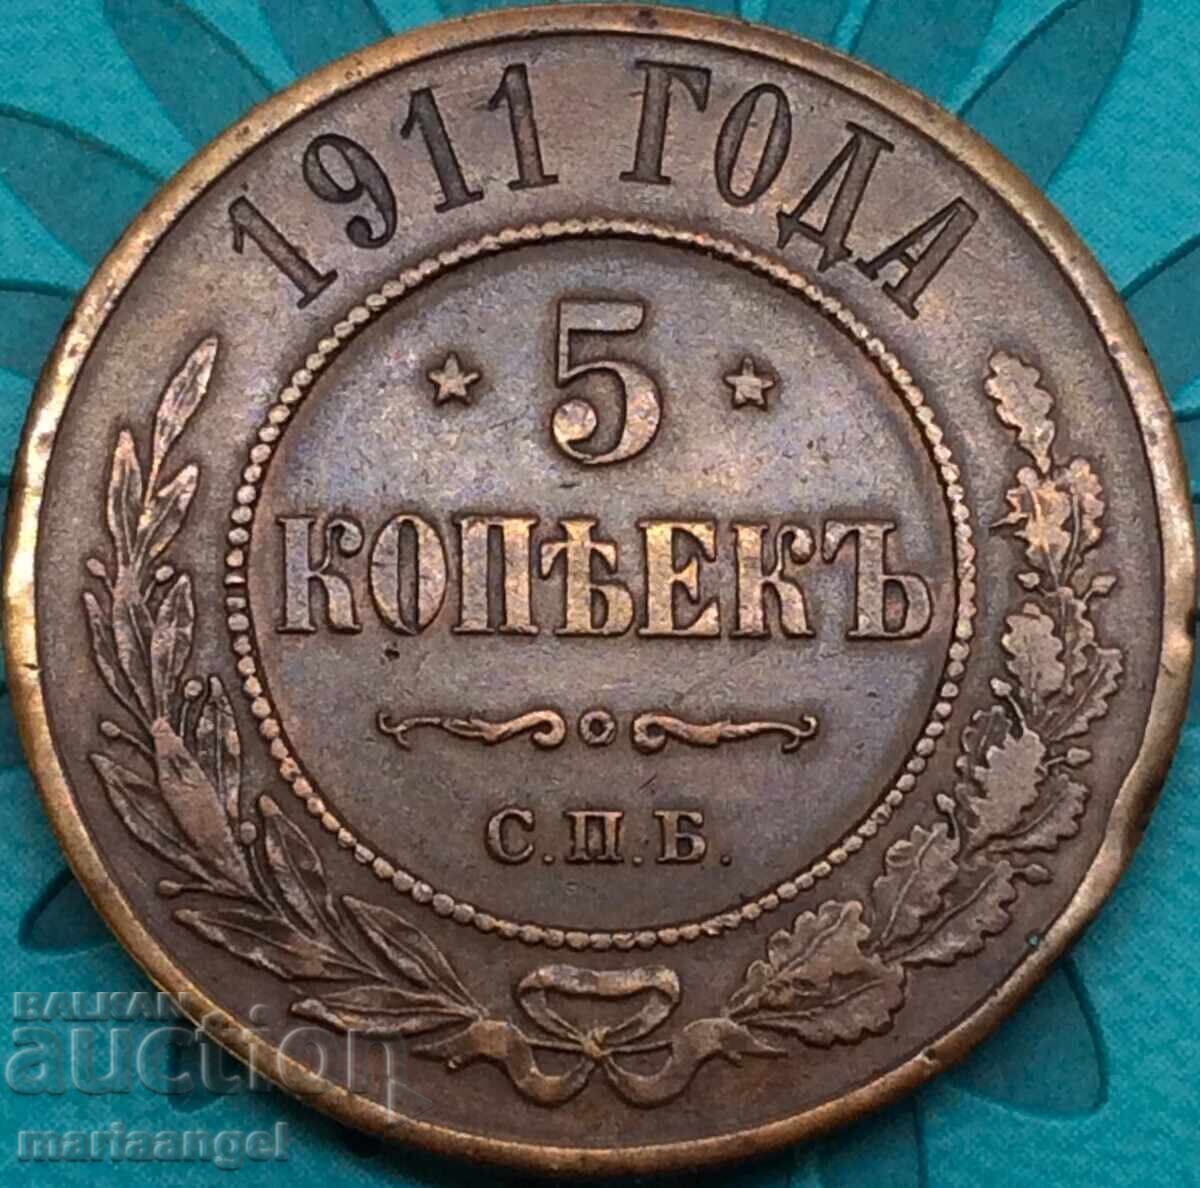 1911 ГОДА
5
КОПѢЕКЪ
С.П.Б.
BALKAN
auction
mariaangel